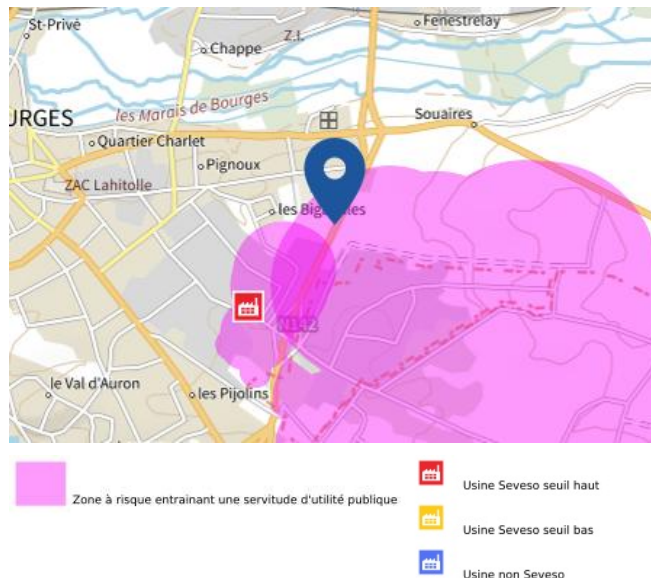 St-Privé
Fenestrelay
Z.I.
Chappe
les Marais de Bourges
URGES
Souaires
Quartier Charlet
Pignoux
ZAC Lahitolle
les
N142
le Val d'Auron
les Pijolins
Zone à risque entrainant une servitude d'utilité publique
Usine Seveso seuil haut
Usine Seveso seuil bas
Usine non Seveso